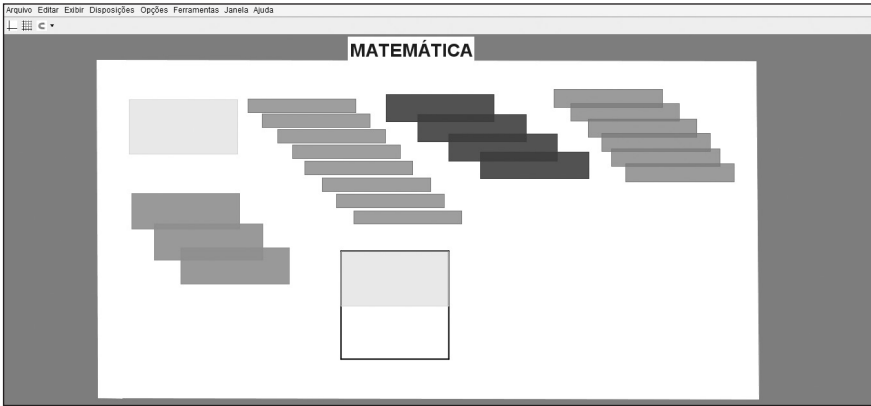 Arquivo Editar Exibir Disposições Opções Ferramentas Janela Ajuda
MATEMÁTICA